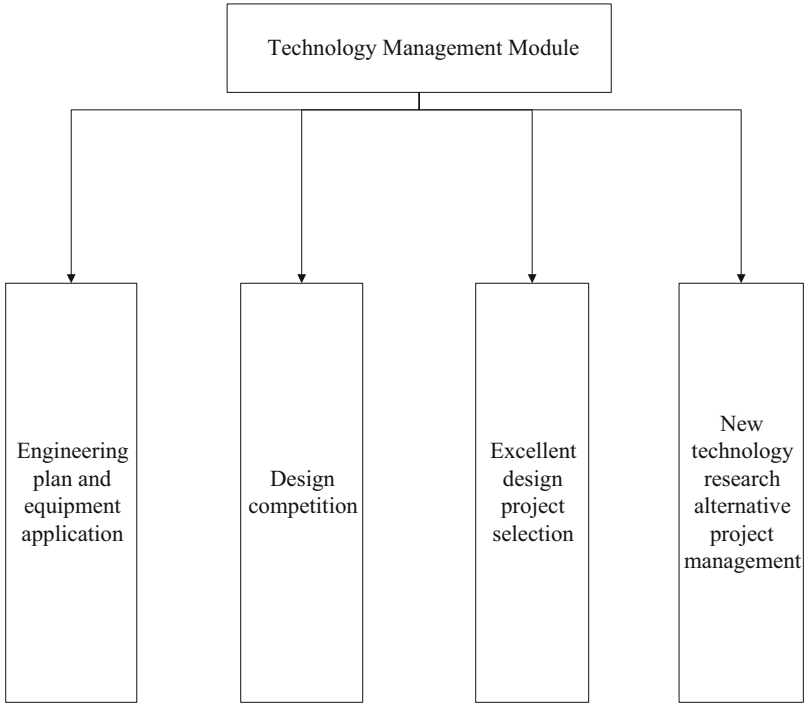 Technology Management Module
Engineering
plan and
equipment
application
Design
competition
Excellent
design
project
selection
New
technology
research
alternative
project
management